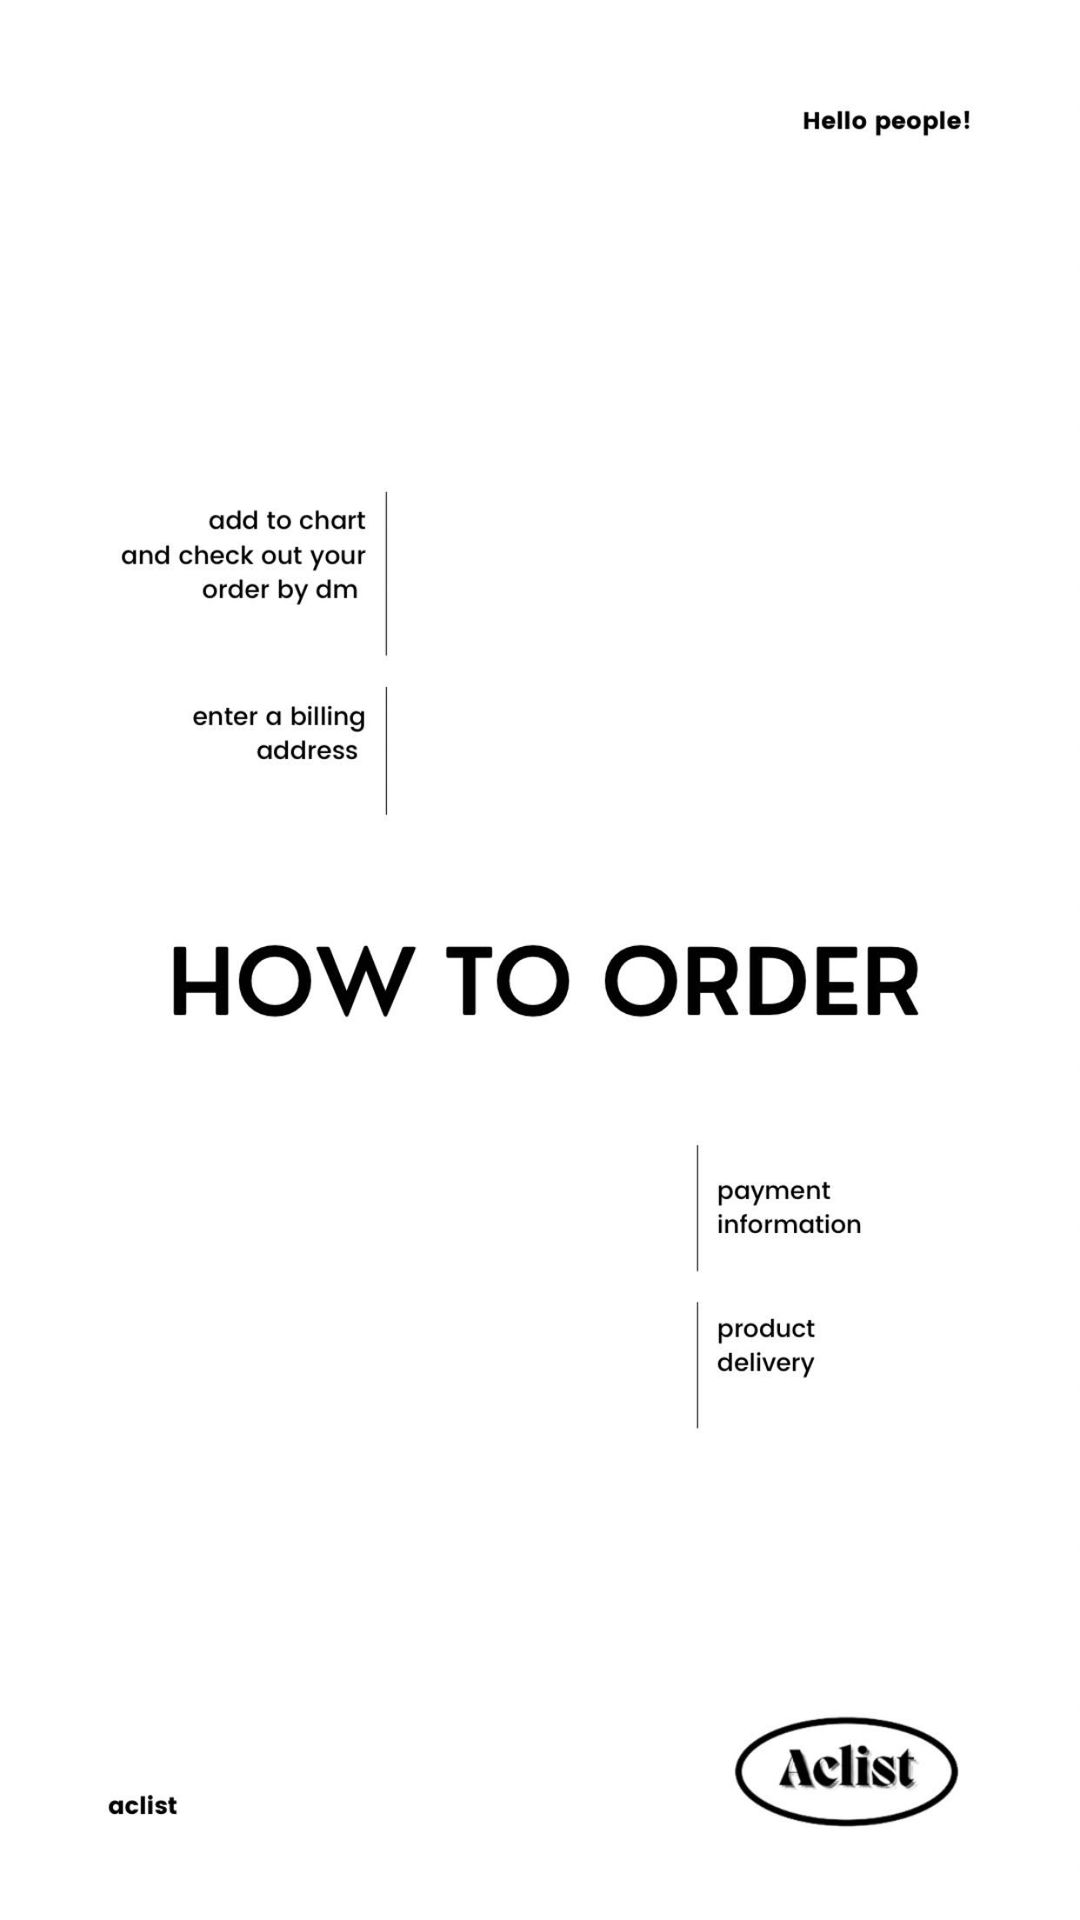 Hello people!
add to chart
and check out your
order by dm
enter a billing
address
HOW TO ORDER
payment
information
product
delivery
aclist
Aclist